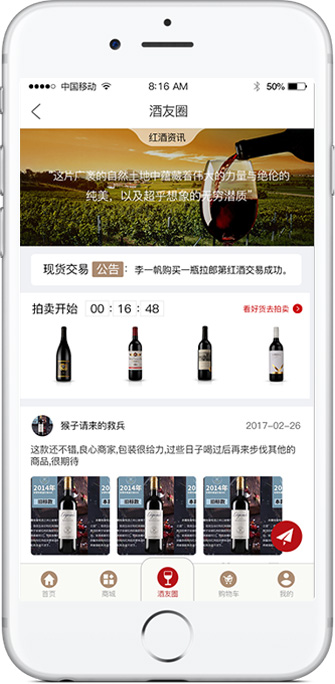 中国移动 8:16 AM 50%
酒友圈
红酒资讯
“这片广袤的自然土地中蕴藏着伟大的力量与绝伦的
纯美，以及超乎想象的无穷潜质”
现货交易 公告 ： 李一帆购买一瓶拉郎第红酒交易成功。
拍卖开始 00 : 16 : 48 看好货去拍卖
猴子请来的救兵 2017-02-26
这款还不错,良心商家,包装很给力,过些日子喝过后再来步伐其他的
商品,很期待
2014年 2014年 2014年
首页 商城 酒友圈 购物车 我的